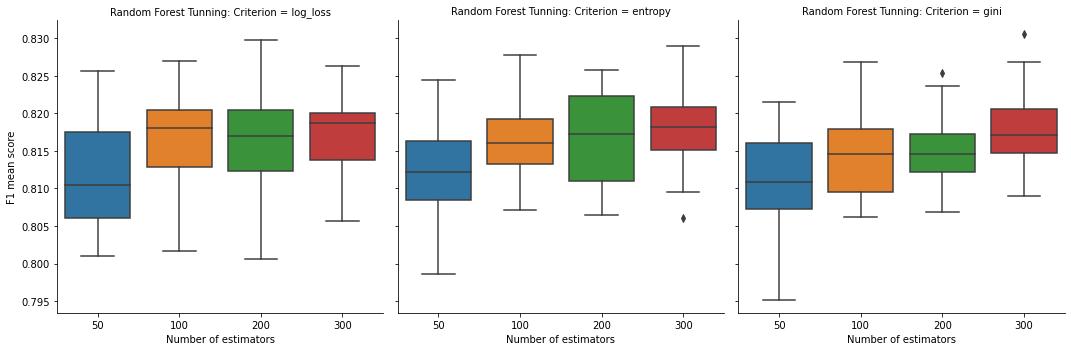 Random Forest Tunning: Criterion = log_loss
Random Forest Tunning: Criterion = entropy
Random Forest Tunning: Criterion = gini
F1 mean score
0.830
0.825
0.820
0.815
0.810
0.805
0.800
0.795
50 100 200 300
50 100 200 300
50 100 200 300
Number of estimators
Number of estimators
Number of estimators